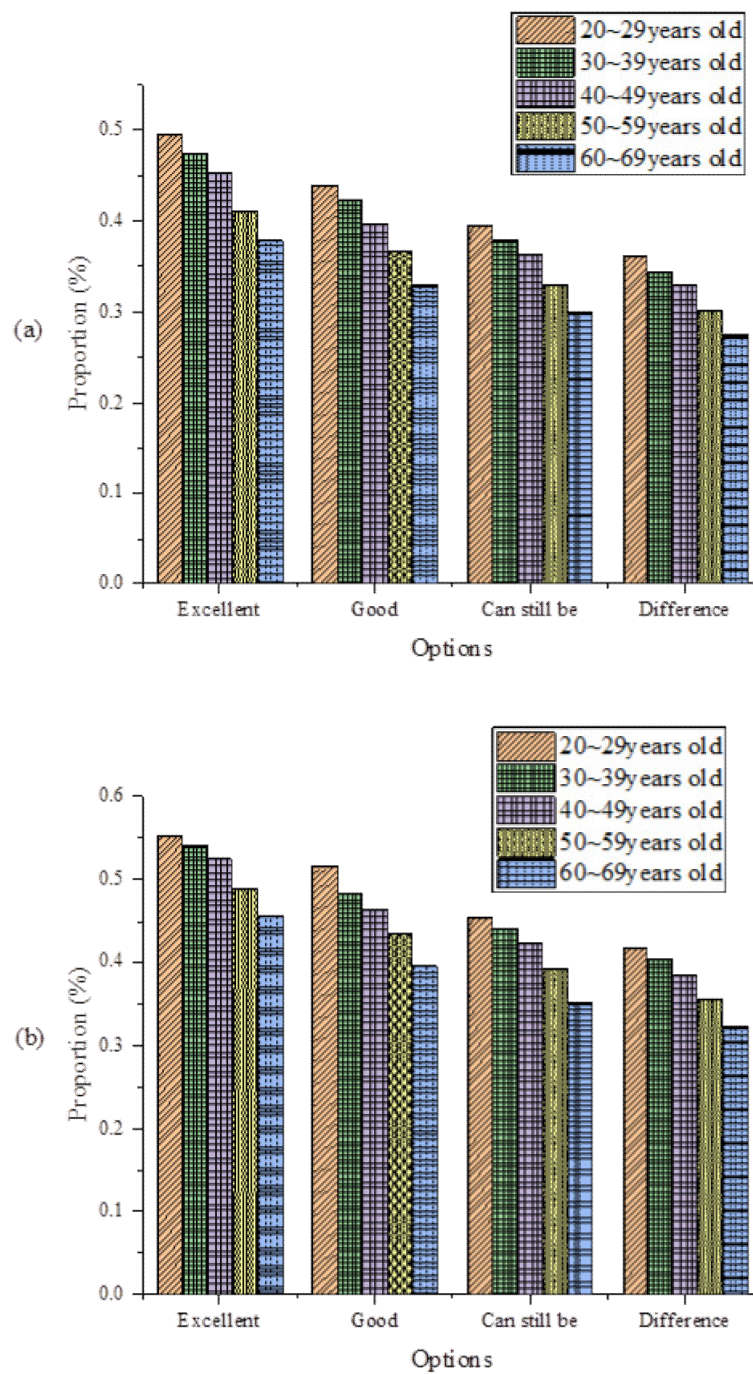 20~29years old
30~39years old
40~49years old
50~59years old
60~69years old
0.5
0.4
0.3
0.2
0.1
0.0
Proportion (%)
(a)
Excellent Good Can still be Difference
Options
20~29years old
30~39years old
40~49years old
50~59years old
60~69years old
0.6
0.5
0.4
0.3
0.2
0.1
0.0
Proportion (%)
(b)
Excellent Good Can still be Difference
Options